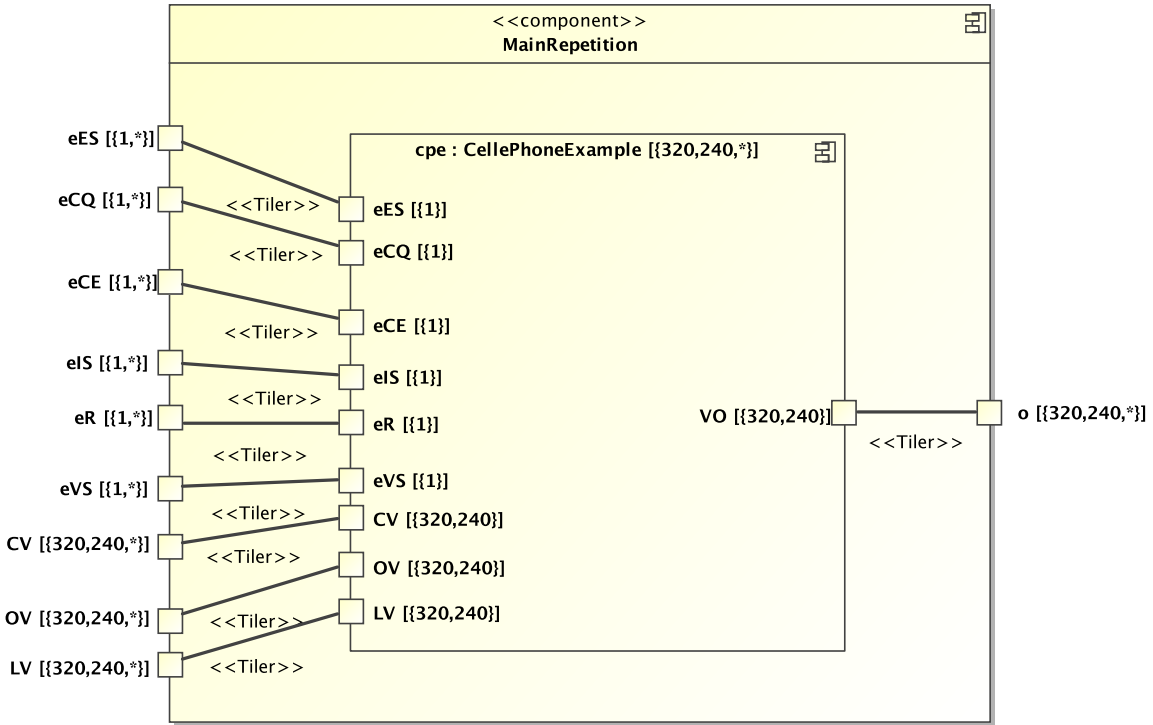 <<component>>
MainRepetition
eES [{1,*}]
cpe : CellePhoneExample [{320,240,*}]
eCQ [{1,*}]
<<Tiler>>
eES [{1}]
<<Tiler>>
eCQ [{1}]
eCE [{1,*}]
<<Tiler>>
eCE [{1}]
eIS [{1,*}]
eIS [{1}]
<<Tiler>>
eR [{1,*}]
eR [{1}]
VO [{320,240}]
o [{320,240,*}]
<<Tiler>>
<<Tiler>>
eVS [{1,*}]
eVS [{1}]
<<Tiler>>
CV [{320,240}]
CV [{320,240,*}]
<<Tiler>>
OV [{320,240}]
OV [{320,240,*}]
<<Tiler>>
LV [{320,240}]
LV [{320,240,*}]
<<Tiler>>